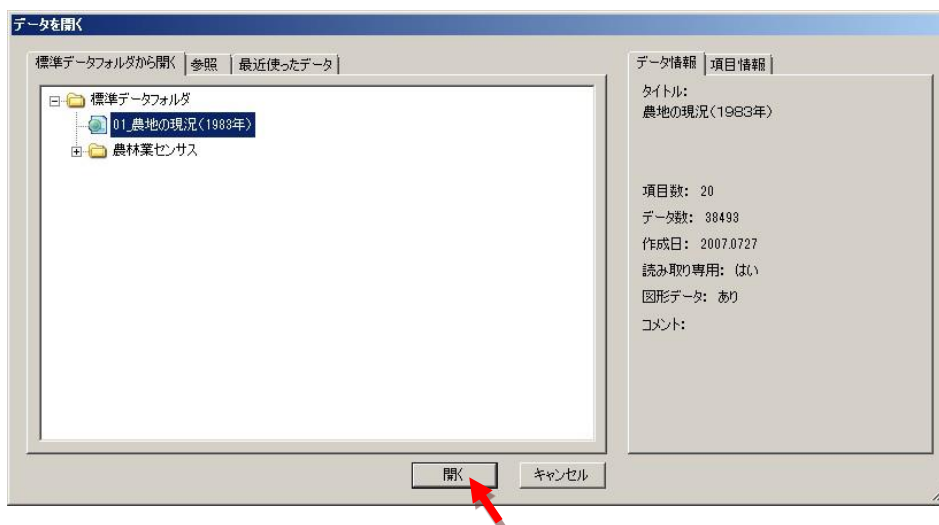 データを開く
標準データフォルダから開く 参照 最近使ったデータ
標準データフォルダ
01_農地の現況(1983年)
農林業センサス
データ情報 項目情報
タイトル:
農地の現況(1983年)
項目数: 20
データ数: 38493
作成日: 2007.0727
読み取り専用: はい
図形データ: あり
コメント:
開く キャンセル